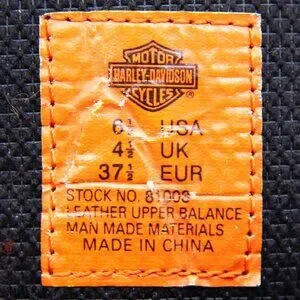 MOTOR
HARLEY-DAVIDSON
CYCLES ®
6½ USA
4½ UK
37½ EUR
STOCK NO. 81009
LEATHER UPPER BALANCE
MAN MADE MATERIALS
MADE IN CHINA